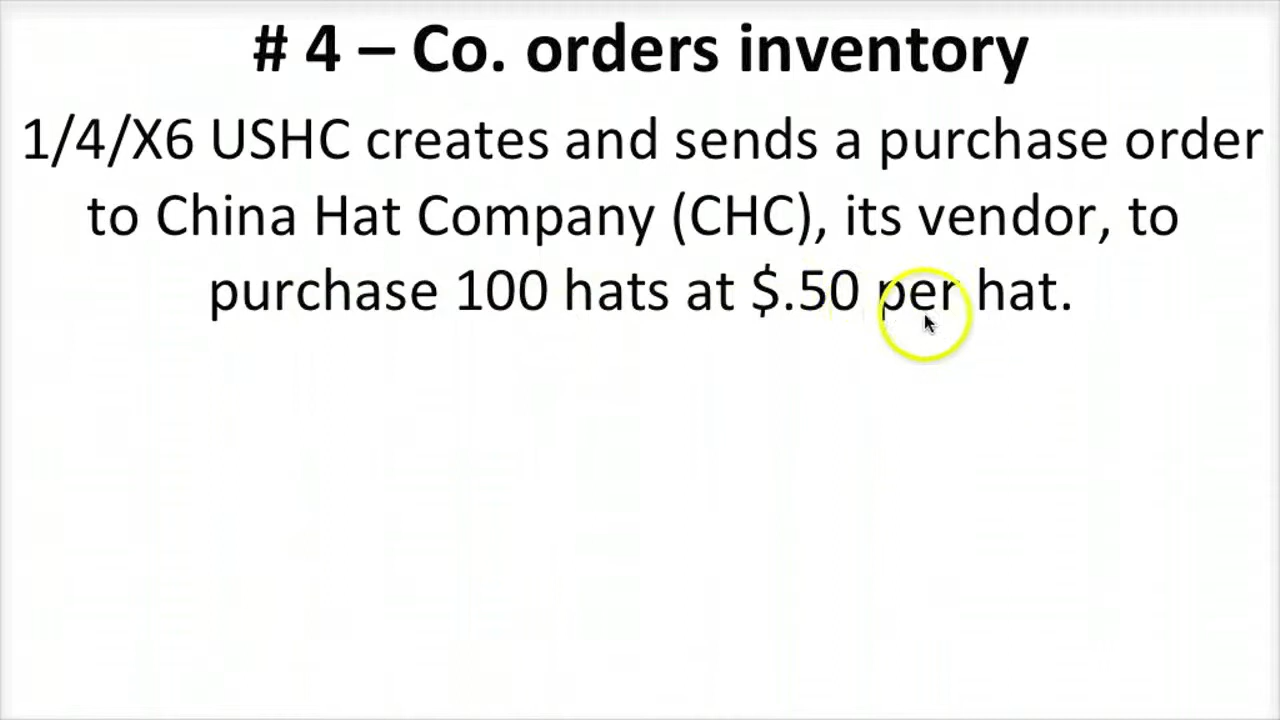 # 4 – Co. orders inventory
1/4/X6 USHC creates and sends a purchase order
to China Hat Company (CHC), its vendor, to
purchase 100 hats at $.50 per hat.